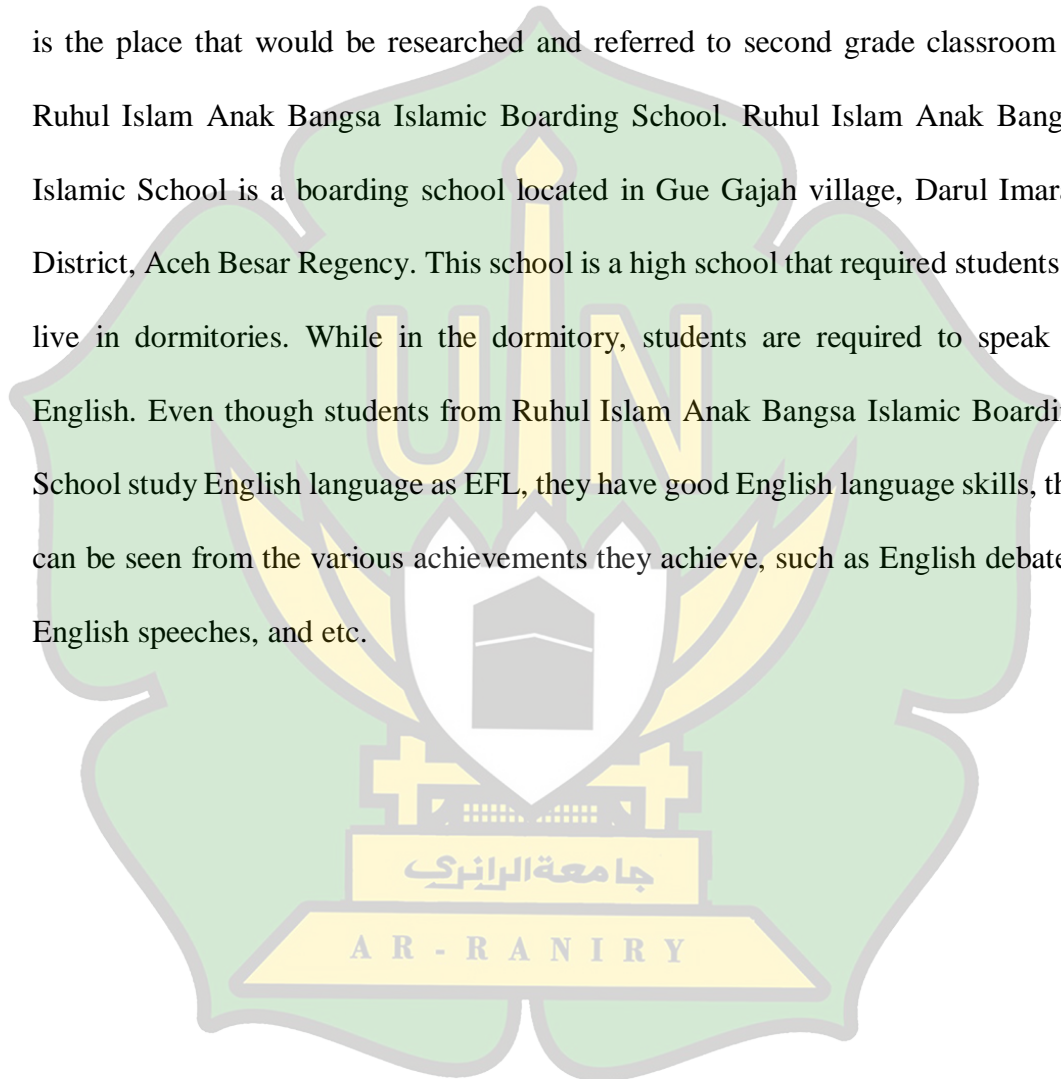 is the place that would be researched and referred to second grade classroom
Ruhul Islam Anak Bangsa Islamic Boarding School. Ruhul Islam Anak Bang
Islamic School is a boarding school located in Gue Gajah village, Darul Imar
District, Aceh Besar Regency. This school is a high school that required students
live in dormitories. While in the dormitory, students are required to speak
English. Even though students from Ruhul Islam Anak Bangsa Islamic Boardi
School study English language as EFL, they have good English language skills, th
can be seen from the various achievements they achieve, such as English debate
English speeches, and etc.
UIN
جامعةالرانري
AR-RANIRY